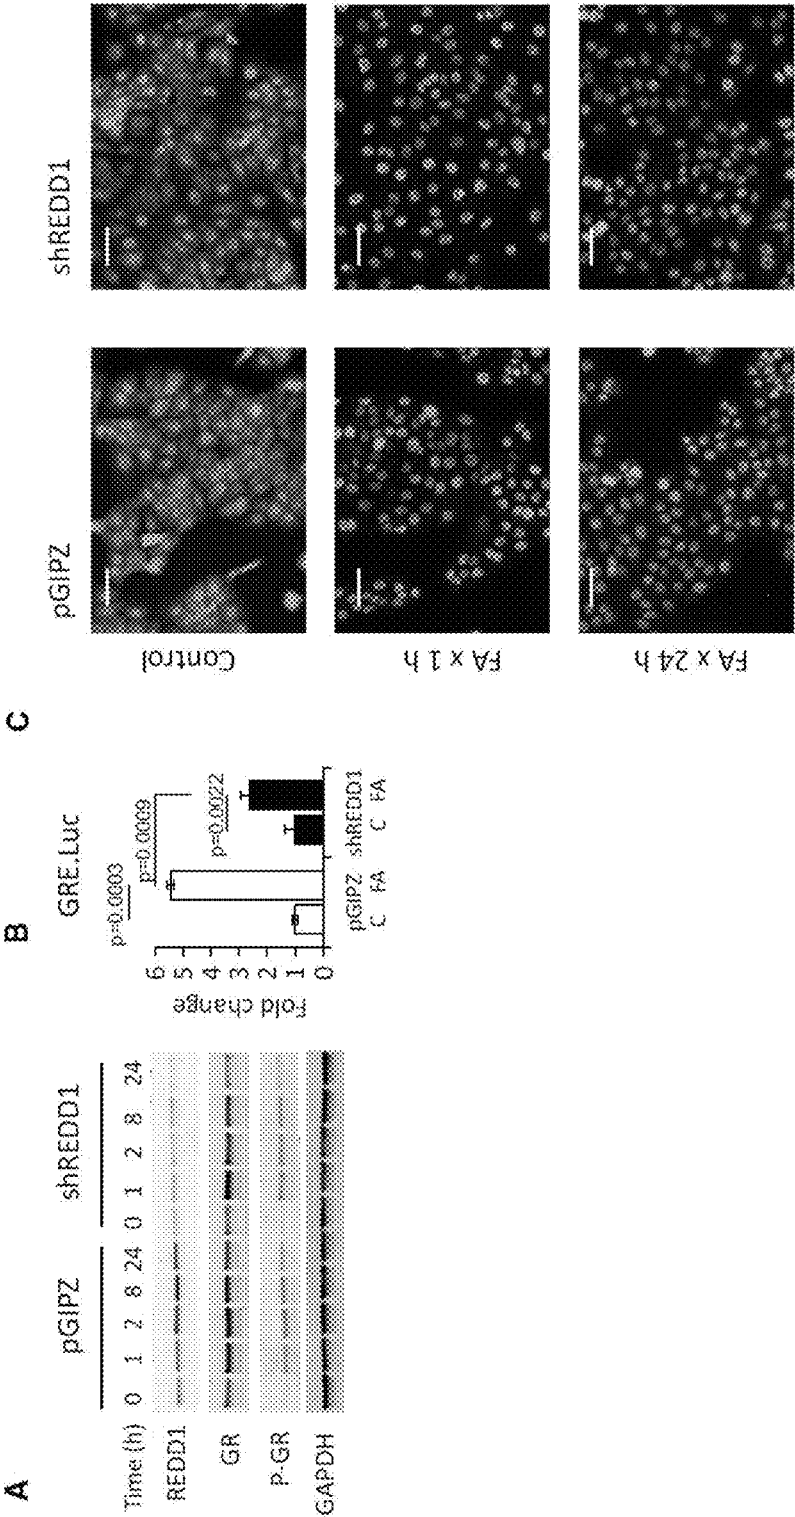 A
pGIPZ shREDD1
Time (h) 0 1 2 8 24 0 1 2 8 24
REDD1
GR
P-GR
GAPDH
B
GRE.Luc
p=0.0003
p=0.0009
p=0.0022
Fold change
6
5
4
3
2
1
0
pGIPZ shREDD1
C FA C FA
C
pGIPZ shREDD1
Control
FA x 1 h
FA x 24 h